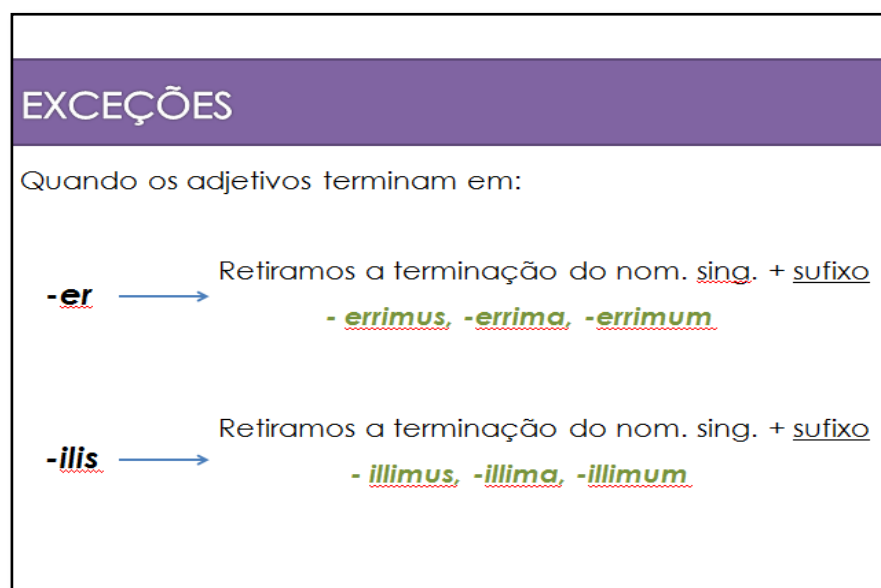 EXCEÇÕES
Quando os adjetivos terminam em:
Retiramos a terminação do nom. sing. + sufixo
-er
- errimus, -errima, -errimum
Retiramos a terminação do nom. sing. + sufixo
-ilis
- illimus, -illima, -illimum